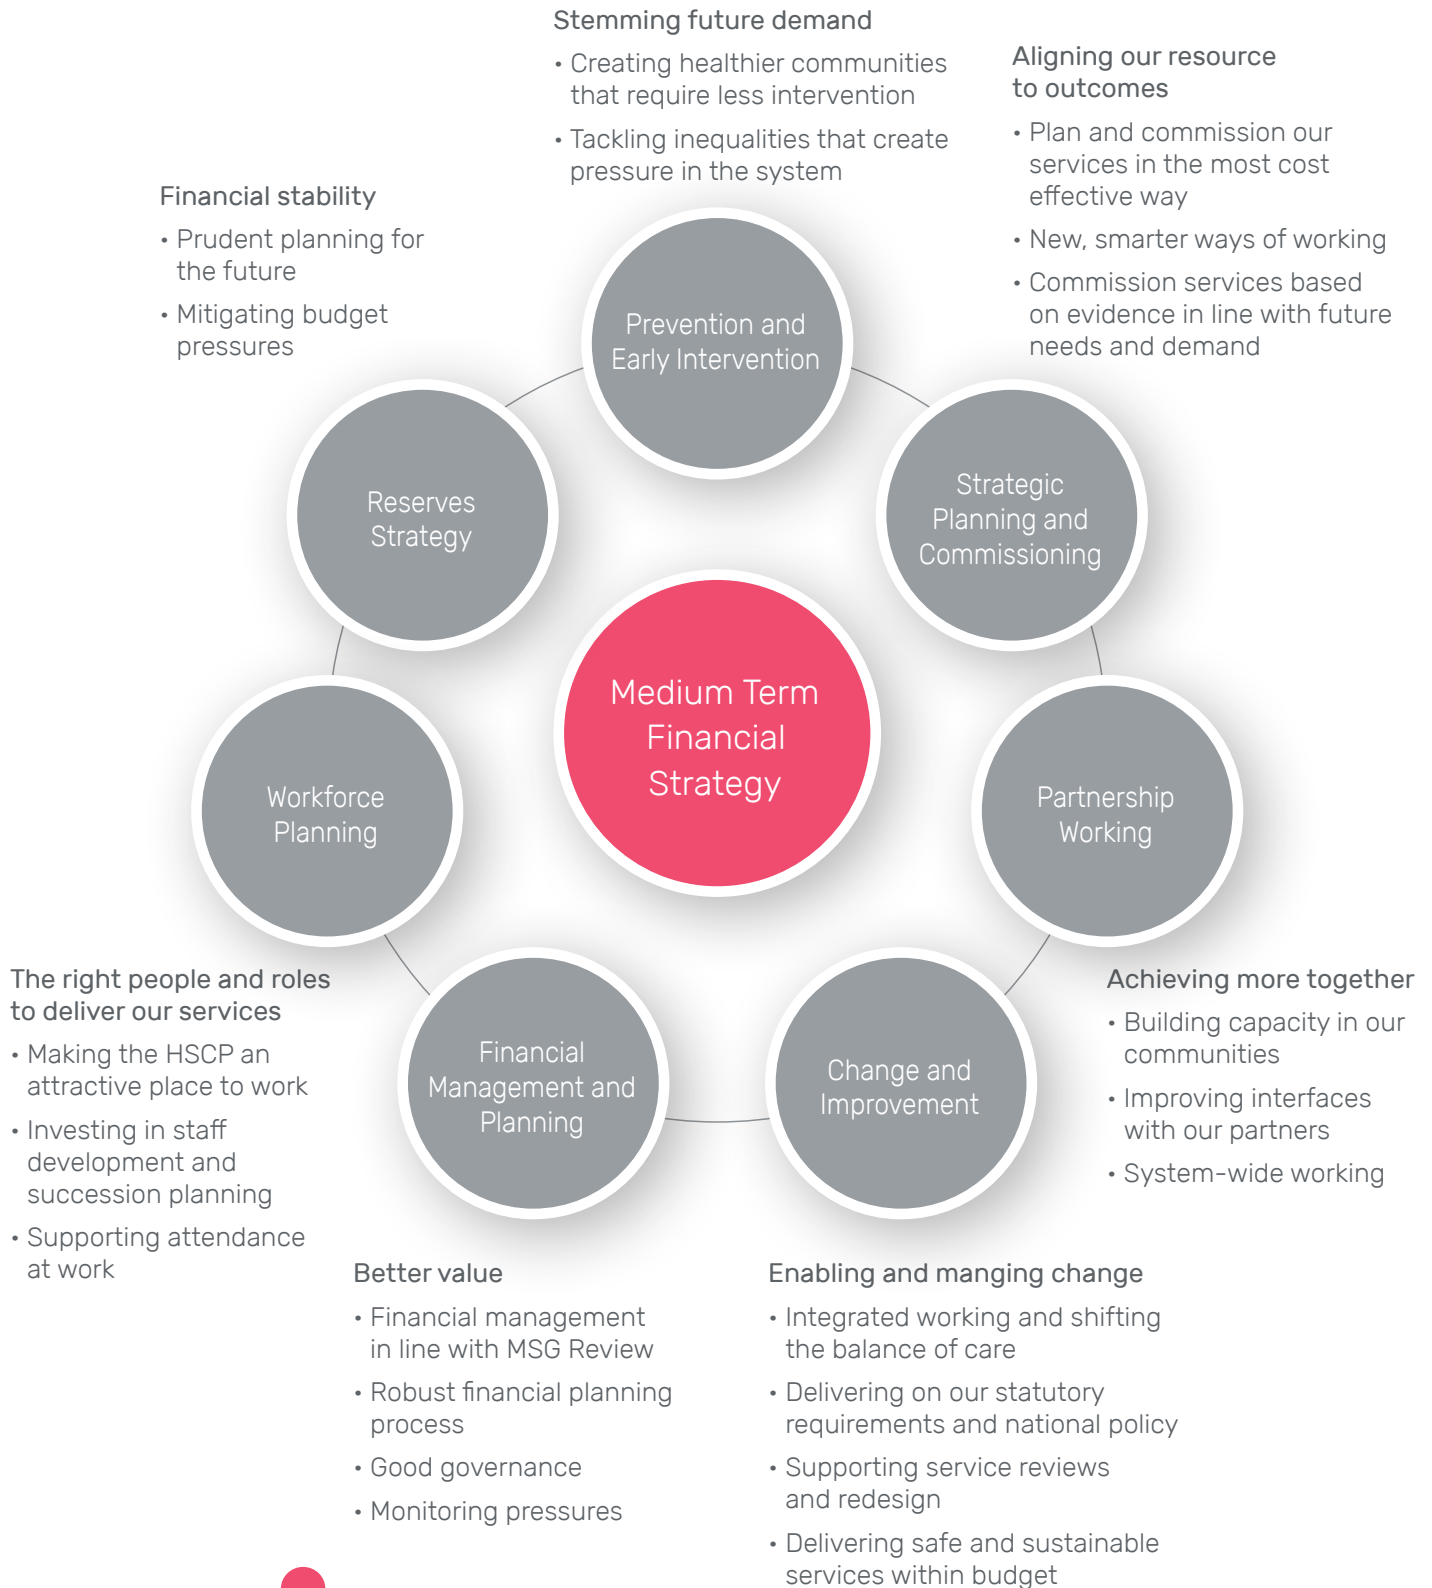 Stemming future demand
• Creating healthier communities
that require less intervention
• Tackling inequalities that create
pressure in the system
Aligning our resource
to outcomes
• Plan and commission our
services in the most cost
effective way
• New, smarter ways of working
• Commission services based
on evidence in line with future
needs and demand
Financial stability
• Prudent planning for
the future
• Mitigating budget
pressures
Prevention and
Early Intervention
Reserves
Strategy
Strategic
Planning and
Commissioning
Medium Term
Financial
Strategy
Workforce
Planning
Partnership
Working
Financial
Management and
Planning
Change and
Improvement
The right people and roles
to deliver our services
• Making the HSCP an
attractive place to work
• Investing in staff
development and
succession planning
• Supporting attendance
at work
Achieving more together
• Building capacity in our
communities
• Improving interfaces
with our partners
• System-wide working
Better value
• Financial management
in line with MSG Review
• Robust financial planning
process
• Good governance
• Monitoring pressures
Enabling and manging change
• Integrated working and shifting
the balance of care
• Delivering on our statutory
requirements and national policy
• Supporting service reviews
and redesign
• Delivering safe and sustainable
services within budget